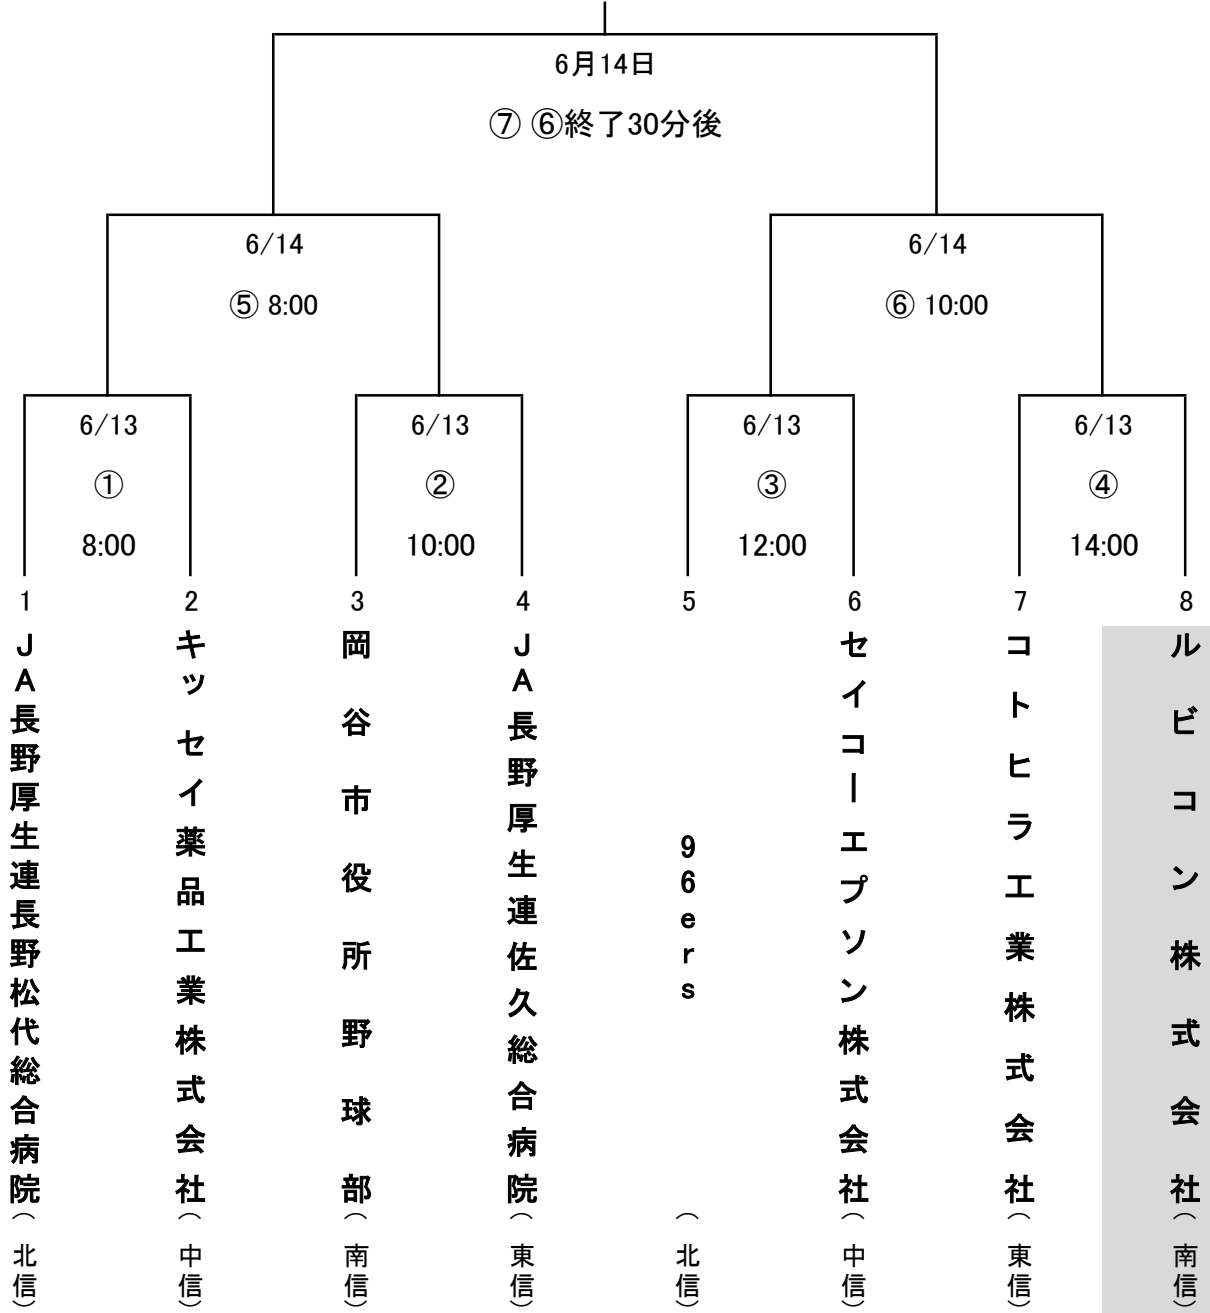 6月14日
⑦ ⑥終了30分後
6/14
6/14
⑤ 8:00
⑥ 10:00
6/13
6/13
6/13
6/13
①
②
③
④
8:00
10:00
12:00
14:00
1
2
3
4
5
6
7
8
JA長野厚生連長野松代総合病院（北信）
キッセイ薬品工業株式会社（中信）
岡谷市役所野球部（南信）
JA長野厚生連佐久総合病院（東信）
96ers（北信）
セイコーエプソン株式会社（中信）
コトヒラ工業株式会社（東信）
ルビコン株式会社（南信）